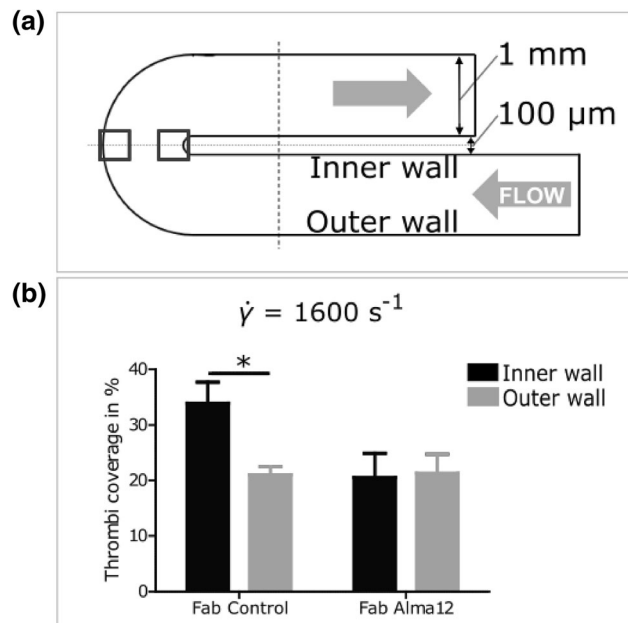 (a)
1 mm
100 μm
Inner wall
FLOW
Outer wall
(b)
γ̇ = 1600 s⁻¹
*
Inner wall
Outer wall
Thrombi coverage in %
40
30
20
10
0
Fab Control
Fab Alma12